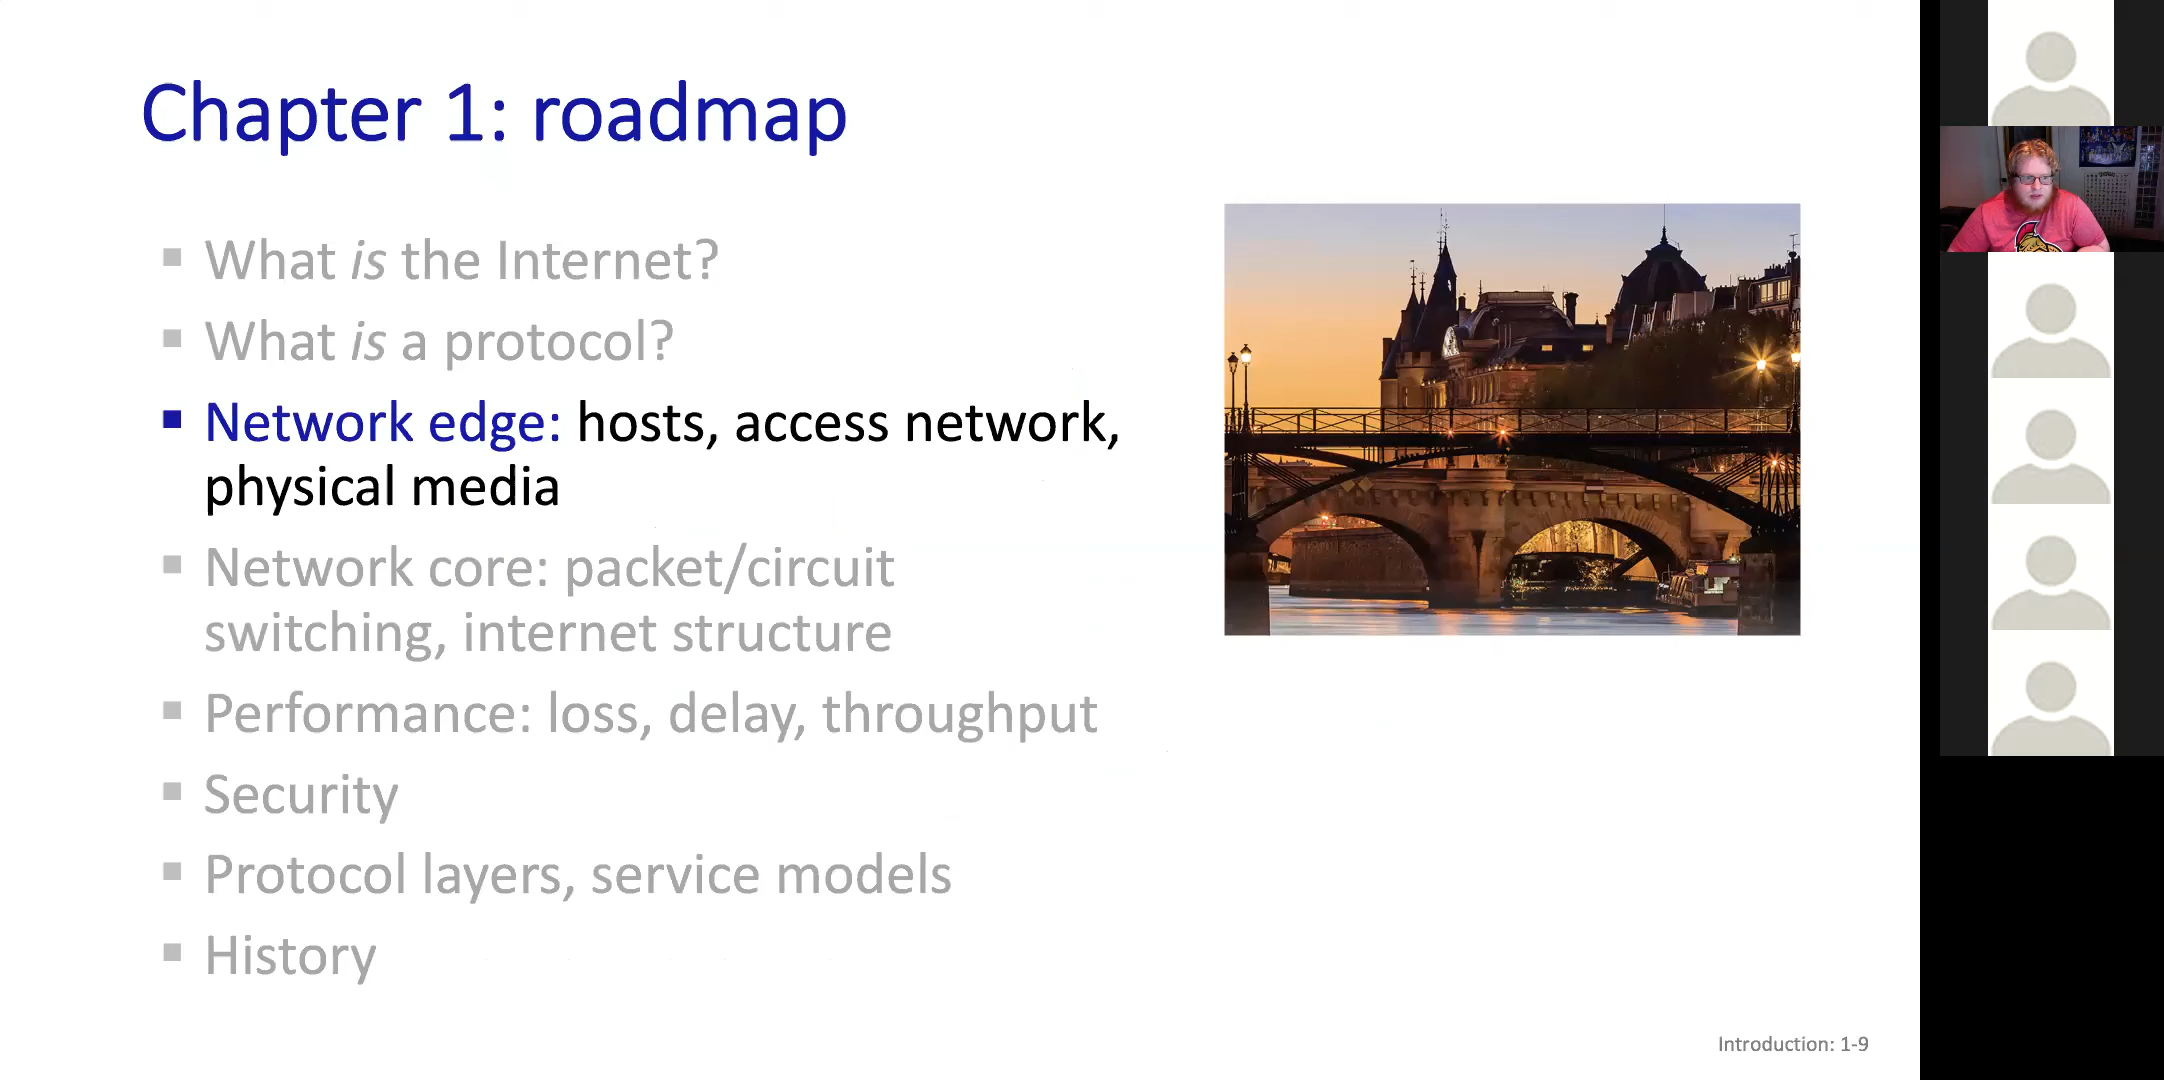 Chapter 1: roadmap
▪ What is the Internet?
▪ What is a protocol?
▪ Network edge: hosts, access network,
physical media
▪ Network core: packet/circuit
switching, internet structure
▪ Performance: loss, delay, throughput
▪ Security
▪ Protocol layers, service models
▪ History
Introduction: 1-9